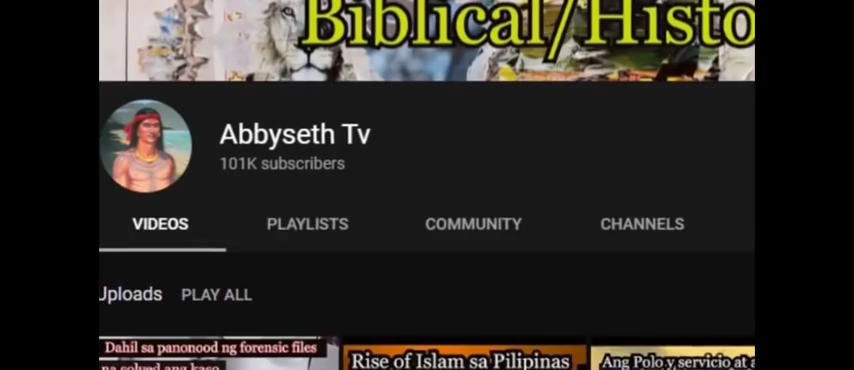 Biblical/Histo
Abbyseth Tv
101K subscribers
VIDEOS PLAYLISTS COMMUNITY CHANNELS
Uploads PLAY ALL
Dahil sa panonood ng forensic files
na solved ang kaso
Rise of Islam sa Pilipinas
Ang Polo y servicio at a